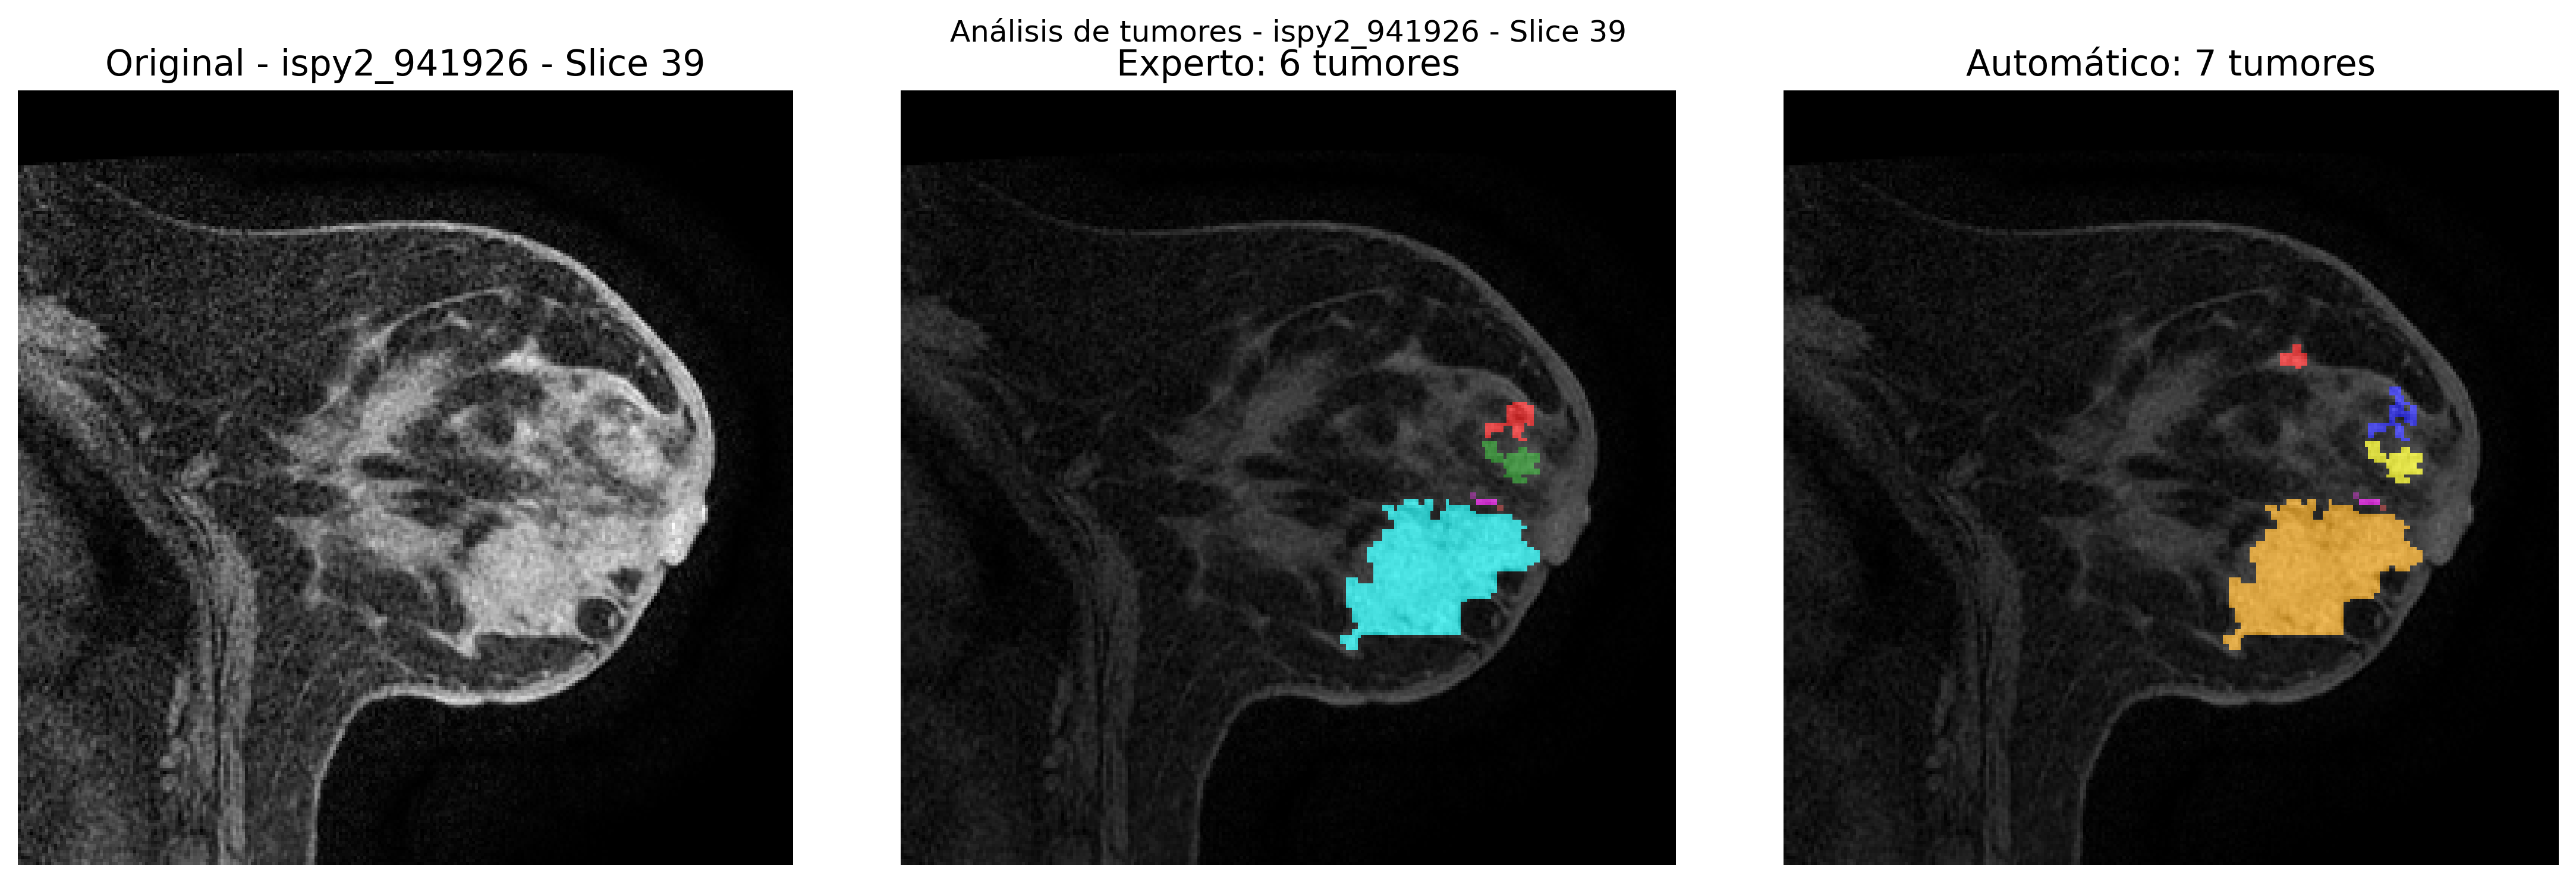 Análisis de tumores - ispy2_941926 - Slice 39
Original - ispy2_941926 - Slice 39
Experto: 6 tumores
Automático: 7 tumores